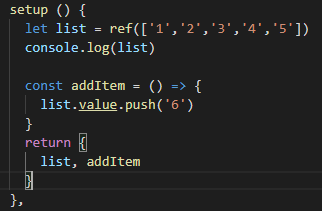 setup () {
let list = ref(['1','2','3','4','5'])
console.log(list)
const addItem = () => {
list.value.push('6')
}
return {
list, addItem
}
},